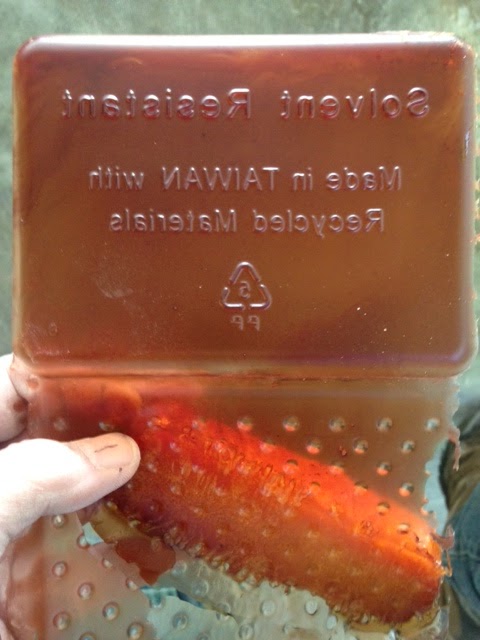 Solvent Resistant
Made in TAIWAN with
Recycled Materials
5
PP